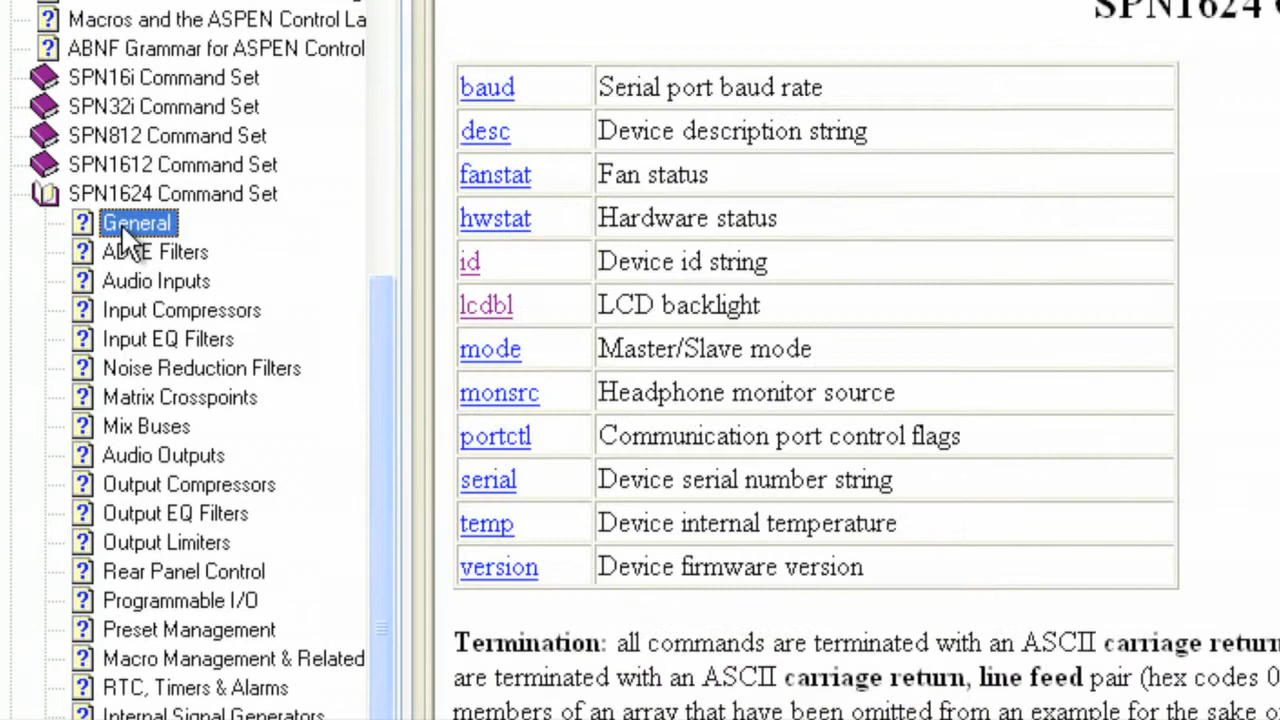 Macros and the ASPEN Control La
ABNF Grammar for ASPEN Control
SPN16i Command Set
SPN32i Command Set
SPN812 Command Set
SPN1612 Command Set
SPN1624 Command Set
General
Filters
Audio Inputs
Input Compressors
Input EQ Filters
Noise Reduction Filters
Matrix Crosspoints
Mix Buses
Audio Outputs
Output Compressors
Output EQ Filters
Output Limiters
Rear Panel Control
Programmable I/O
Preset Management
Macro Management & Related
RTC, Timers & Alarms
Internal Signal Generators
SPN1624
baud Serial port baud rate
desc Device description string
fanstat Fan status
hwstat Hardware status
id Device id string
lcdbl LCD backlight
mode Master/Slave mode
monsrc Headphone monitor source
portctl Communication port control flags
serial Device serial number string
temp Device internal temperature
version Device firmware version
Termination: all commands are terminated with an ASCII carriage return
are terminated with an ASCII carriage return, line feed pair (hex codes 0
members of an array that have been omitted from an example for the sake o